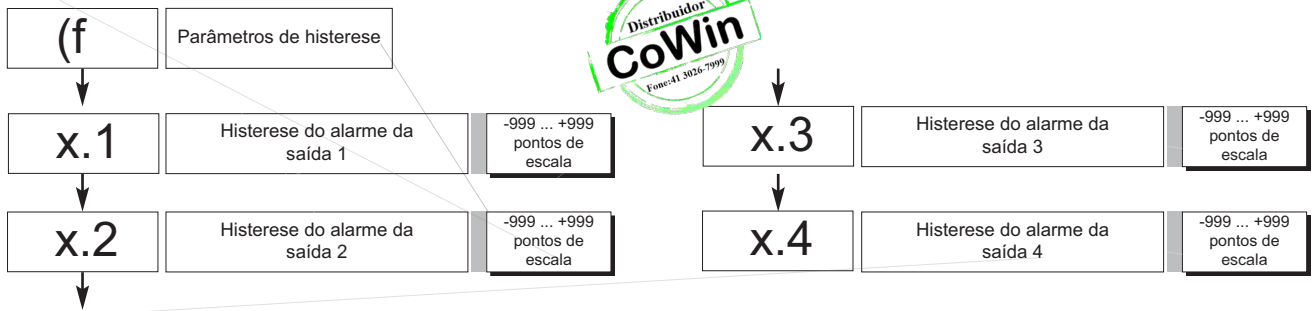 (f
Parâmetros de histerese
x.1
Histerese do alarme da
saída 1
-999 ... +999
pontos de
escala
x.2
Histerese do alarme da
saída 2
-999 ... +999
pontos de
escala
Distribuidor
CoWin
Fone:41 3026-7999
x.3
Histerese do alarme da
saída 3
-999 ... +999
pontos de
escala
x.4
Histerese do alarme da
saída 4
-999 ... +999
pontos de
escala